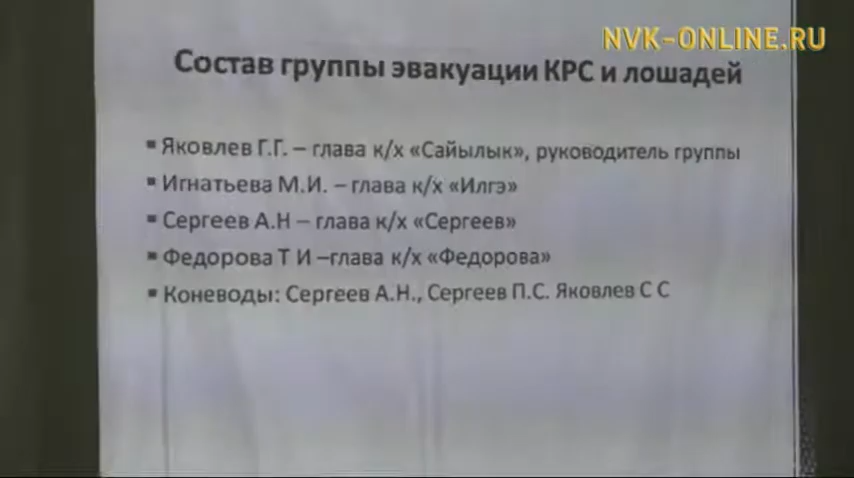 NVK-ONLINE.RU
Состав группы эвакуации КРС и лошадей
▪ Яковлев Г.Г. – глава к/х «Сайылык», руководитель группы
▪ Игнатьева М.И. – глава к/х «Илгэ»
▪ Сергеев А.Н – глава к/х «Сергеев»
▪ Федорова Т И –глава к/х «Федорова»
▪ Коневоды: Сергеев А.Н., Сергеев П.С. Яковлев С С